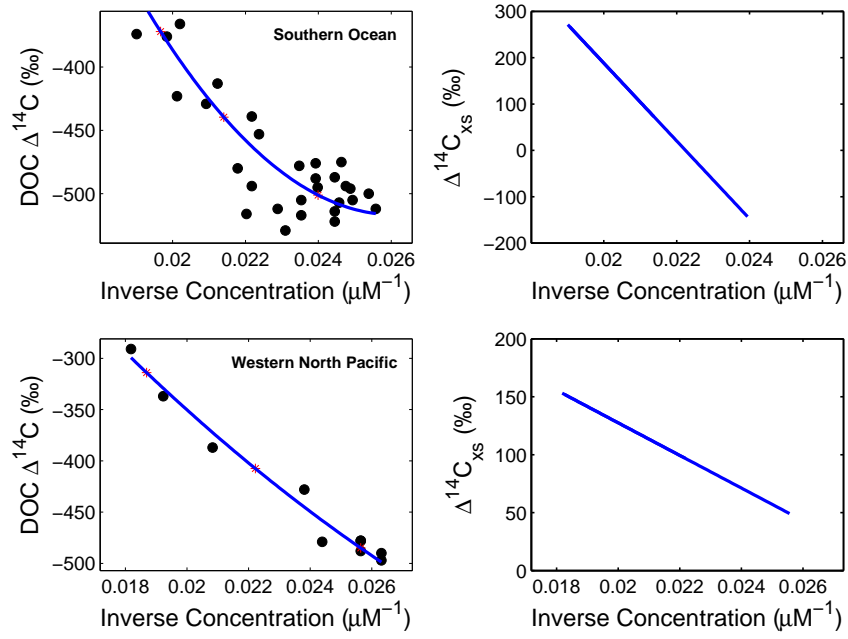 Southern Ocean
DOC Δ¹⁴C (‰)
−400
−450
−500
0.02 0.022 0.024 0.026
Inverse Concentration (μM⁻¹)
Δ¹⁴C_xs (‰)
300
200
100
0
−100
−200
0.02 0.022 0.024 0.026
Inverse Concentration (μM⁻¹)
Western North Pacific
DOC Δ¹⁴C (‰)
−300
−350
−400
−450
−500
0.018 0.02 0.022 0.024 0.026
Inverse Concentration (μM⁻¹)
Δ¹⁴C_xs (‰)
200
150
100
50
0
0.018 0.02 0.022 0.024 0.026
Inverse Concentration (μM⁻¹)